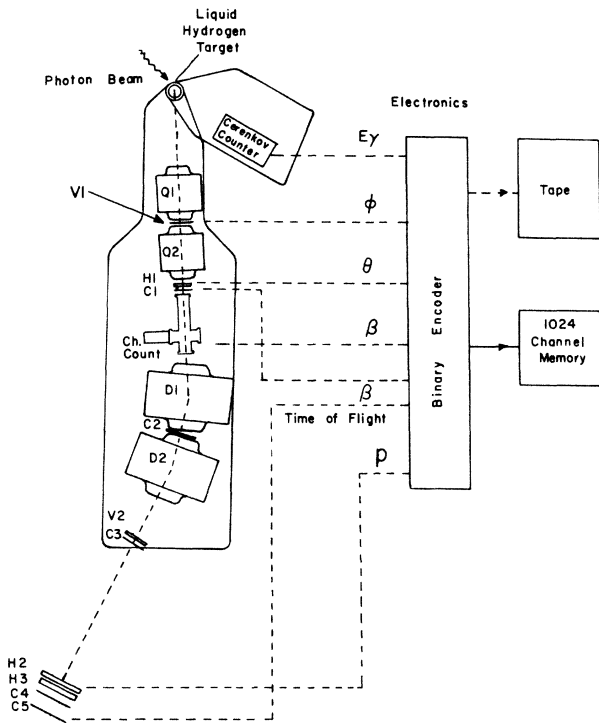 Liquid
Hydrogen
Target
Photon Beam
Electronics
Cerenkov
Counter
Eγ
Q1
V1
Tape
ϕ
Q2
θ
H1
C1
Ch.
Count
β
Binary Encoder
1024
Channel
Memory
D1
β
Time of Flight
C2
D2
p
V2
C3
H2
H3
C4
C5